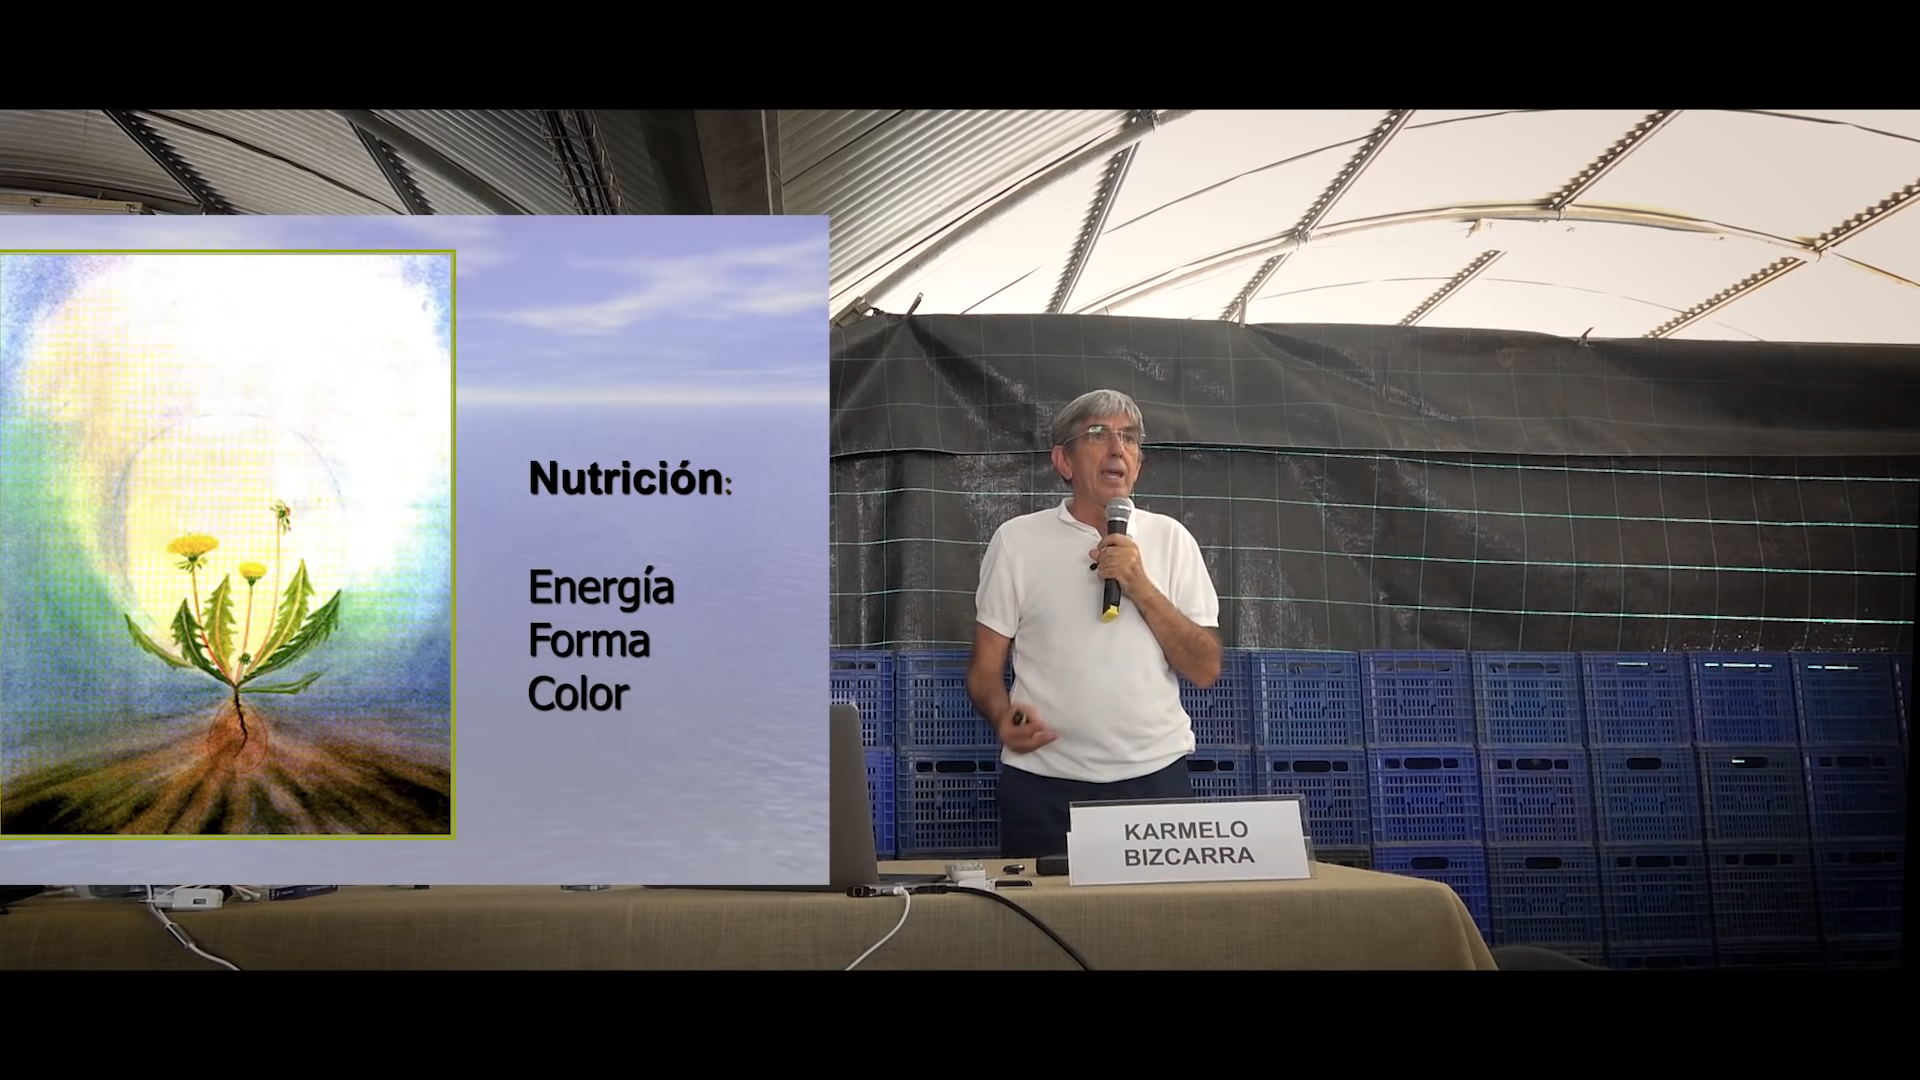 Nutrición:
Energía
Forma
Color
KARMELO
BIZCARRA